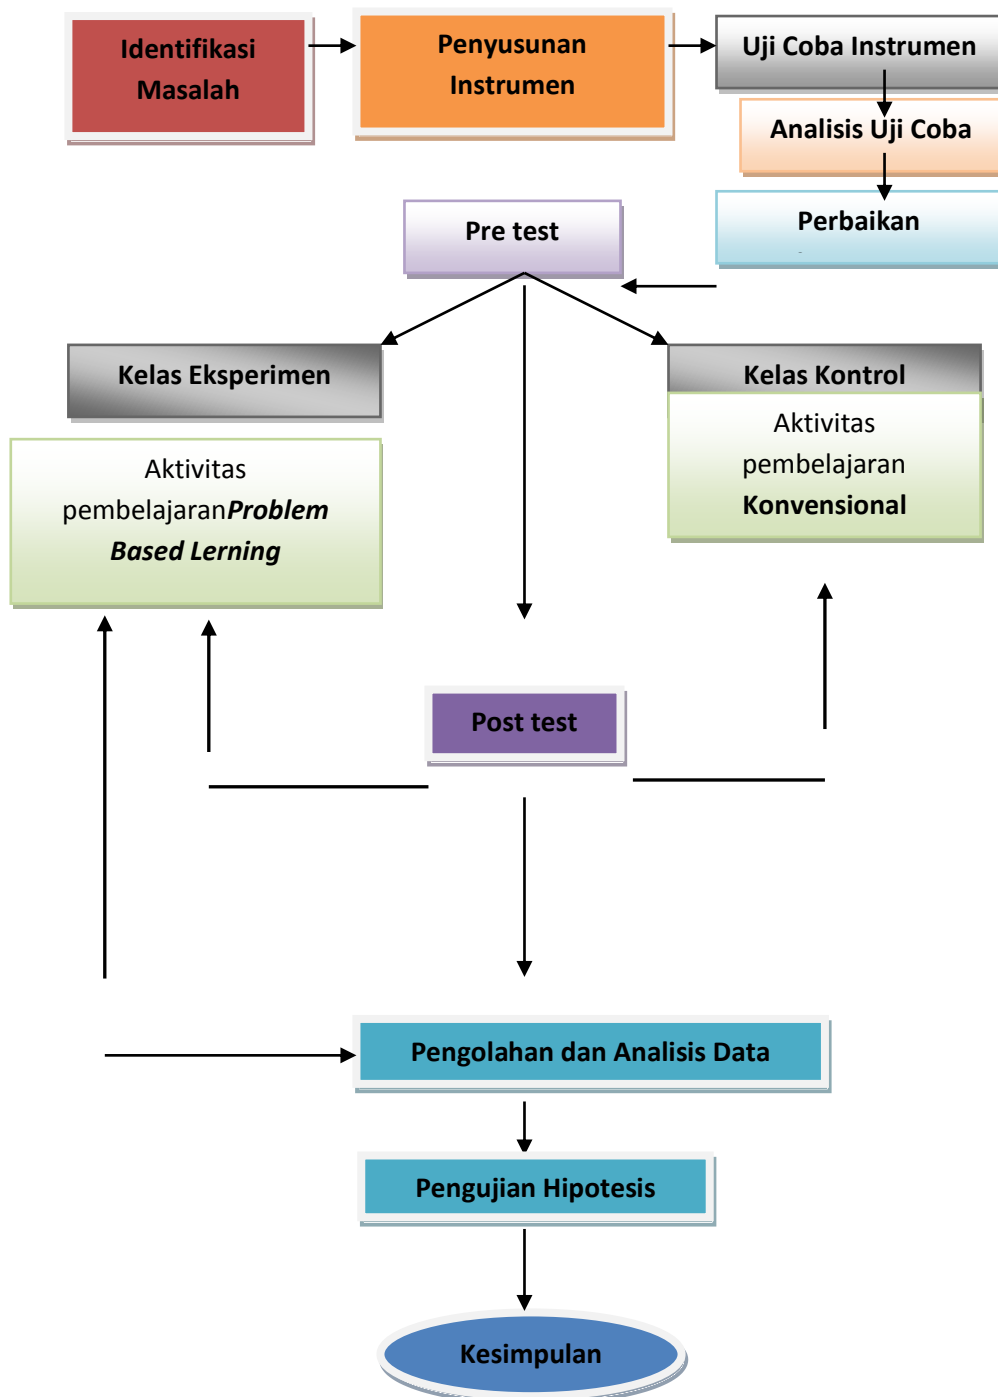 Identifikasi
Masalah
Penyusunan
Instrumen
Uji Coba Instrumen
Analisis Uji Coba
Perbaikan
Pre test
Kelas Eksperimen
Kelas Kontrol
Aktivitas
pembelajaran
Konvensional
Aktivitas
pembelajaranProblem
Based Lerning
Post test
Pengolahan dan Analisis Data
Pengujian Hipotesis
Kesimpulan